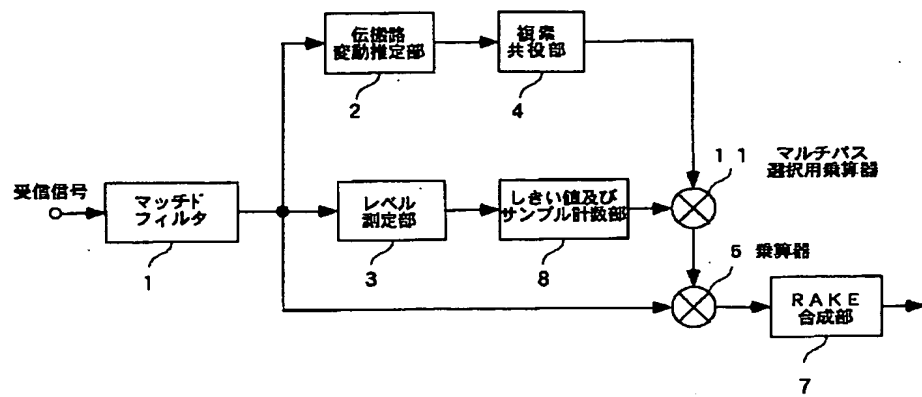 伝搬路
変動推定部
2
複素
共役部
4
11
マルチパス
選択用乗算器
受信信号
マッチド
フィルタ
1
レベル
測定部
3
しきい値及び
サンプル計数部
8
5 乗算器
RAKE
合成部
7